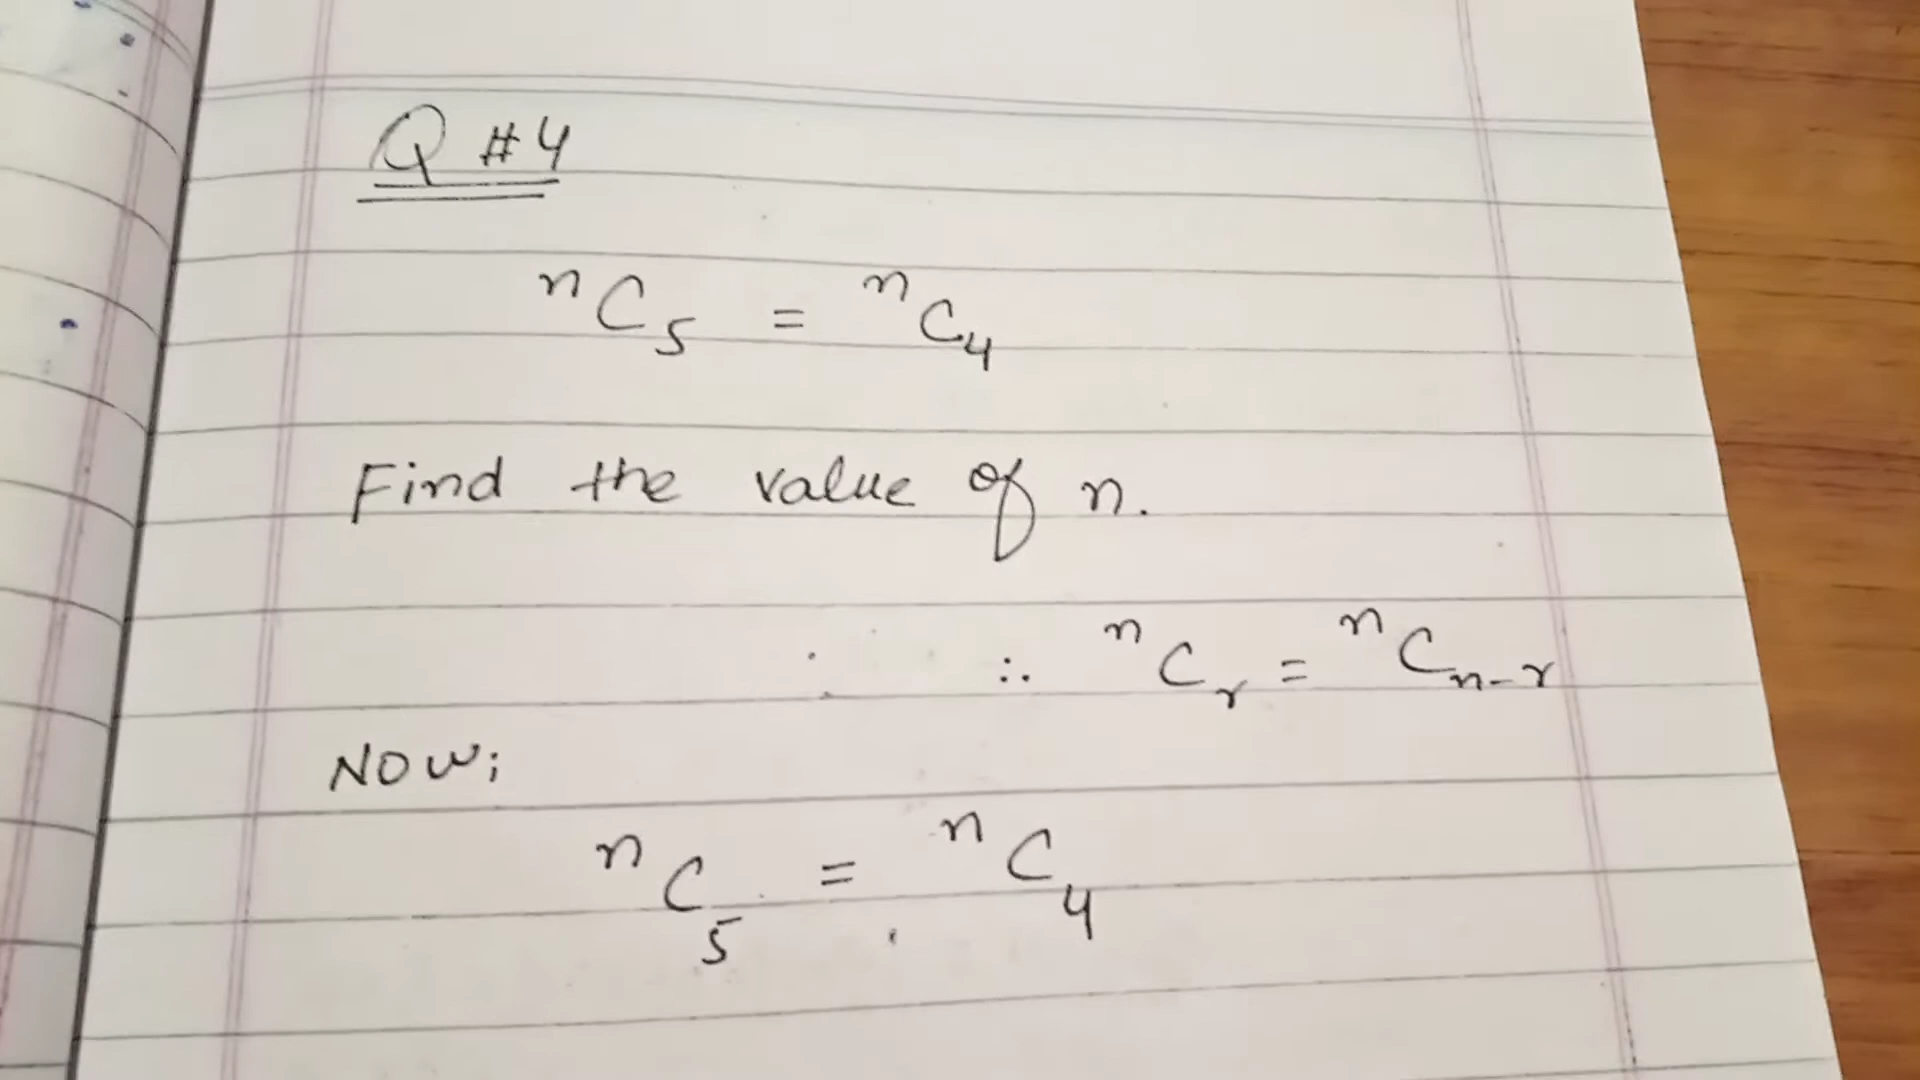 Q #4
ⁿC₅ = ⁿC₄
Find the value of n.
∴ ⁿCᵣ = ⁿCₙ₋ᵣ
NOW;
ⁿC₅ = ⁿC₄